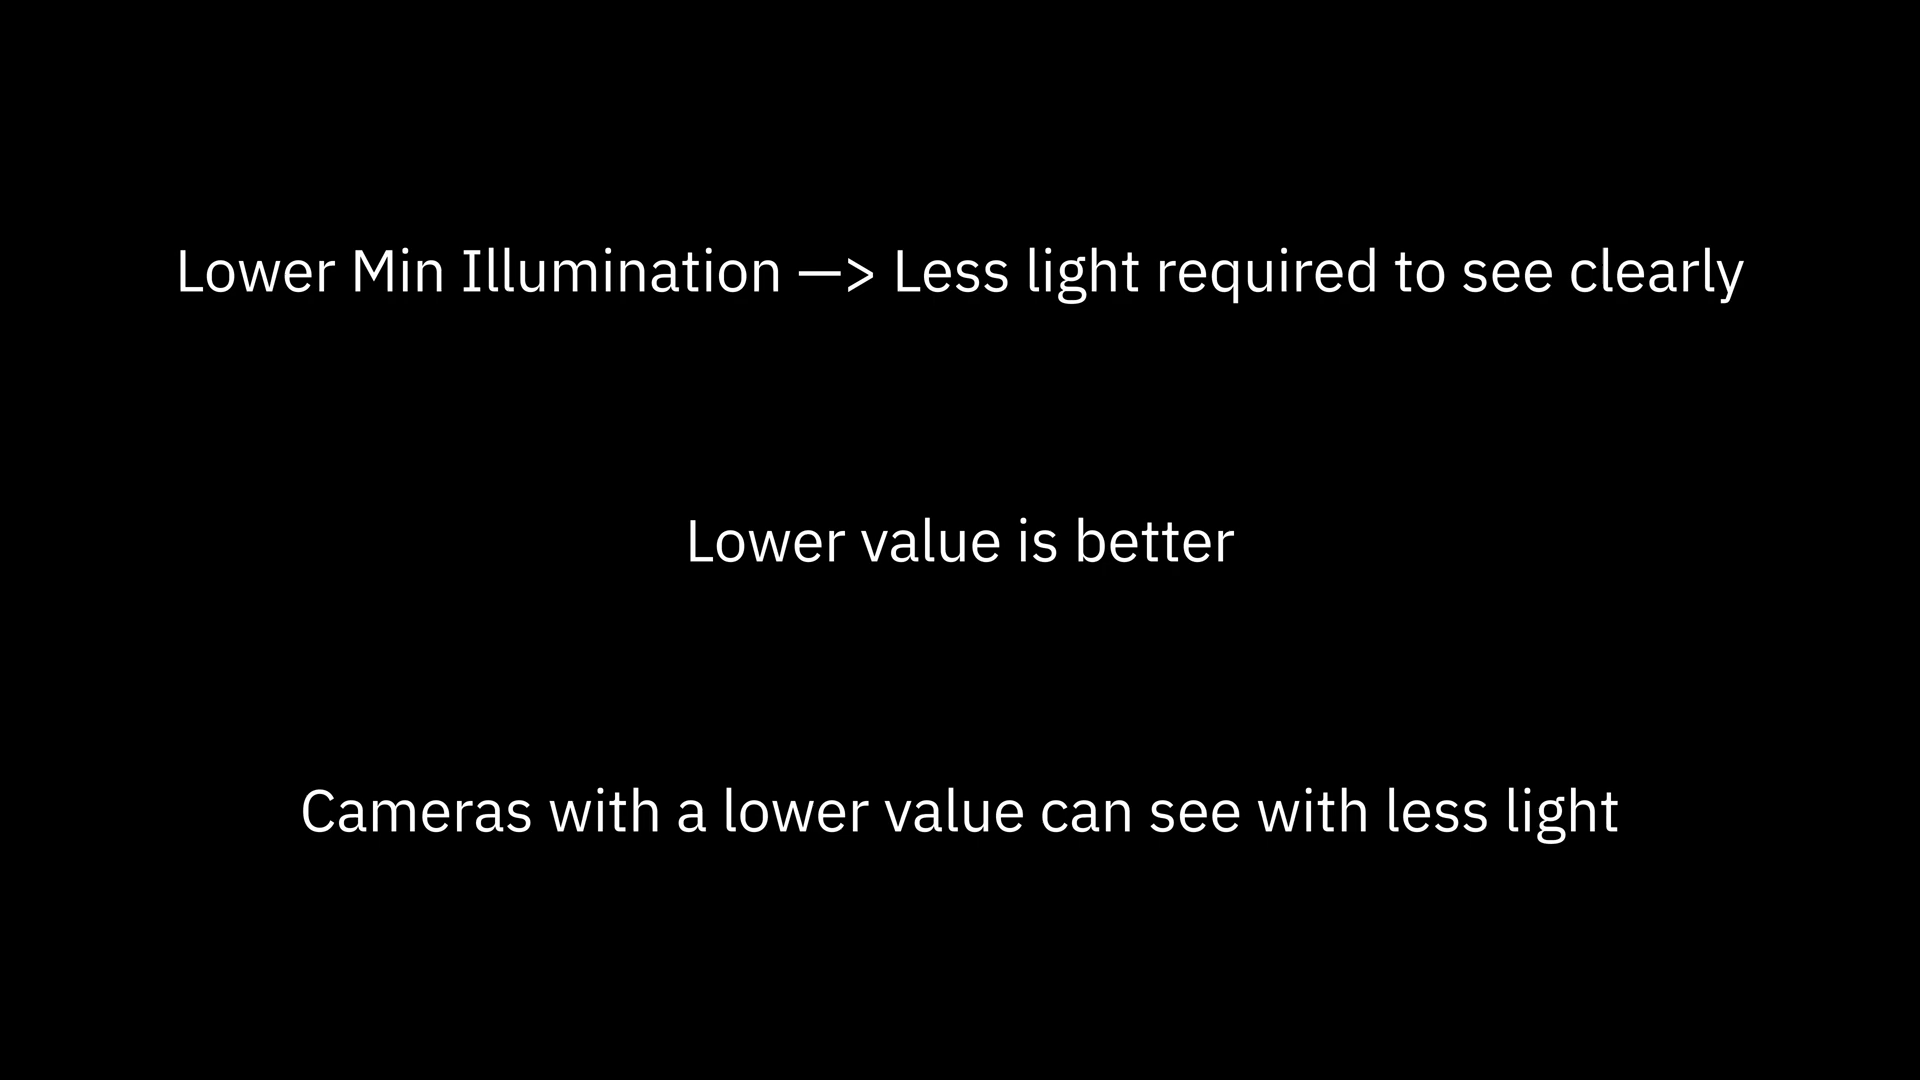 Lower Min Illumination —> Less light required to see clearly
Lower value is better
Cameras with a lower value can see with less light